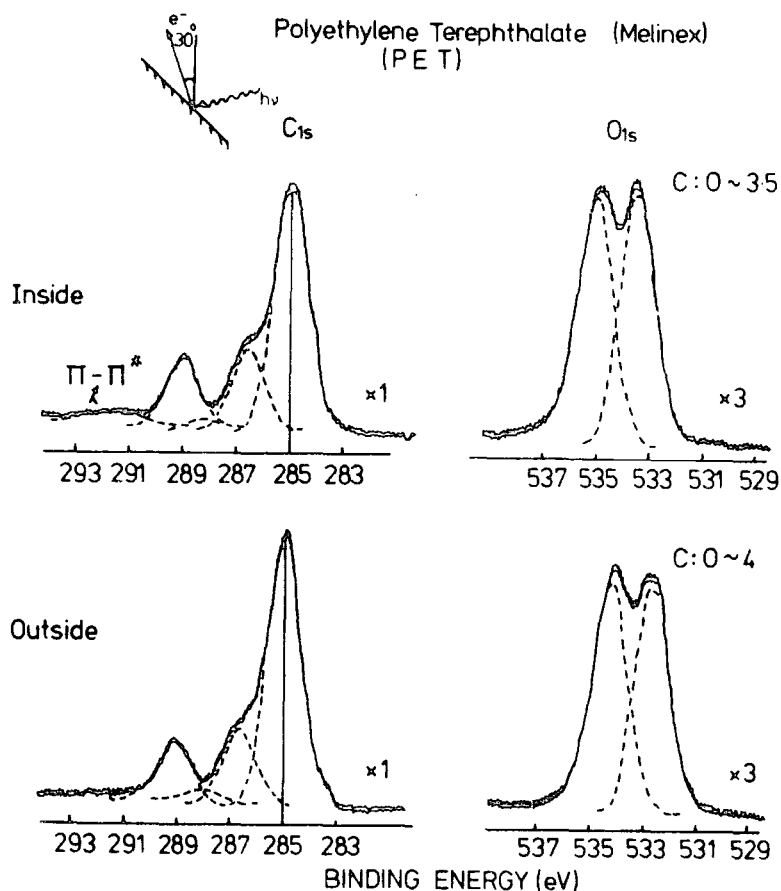 Polyethylene Terephthalate (Melinex)
(PET)
e⁻
30°
hν
C1s
O1s
C:O~3·5
Inside
Π-Π*
×1
×3
293 291 289 287 285 283
537 535 533 531 529
C:O~4
Outside
×1
×3
293 291 289 287 285 283
537 535 533 531 529
BINDING ENERGY (eV)